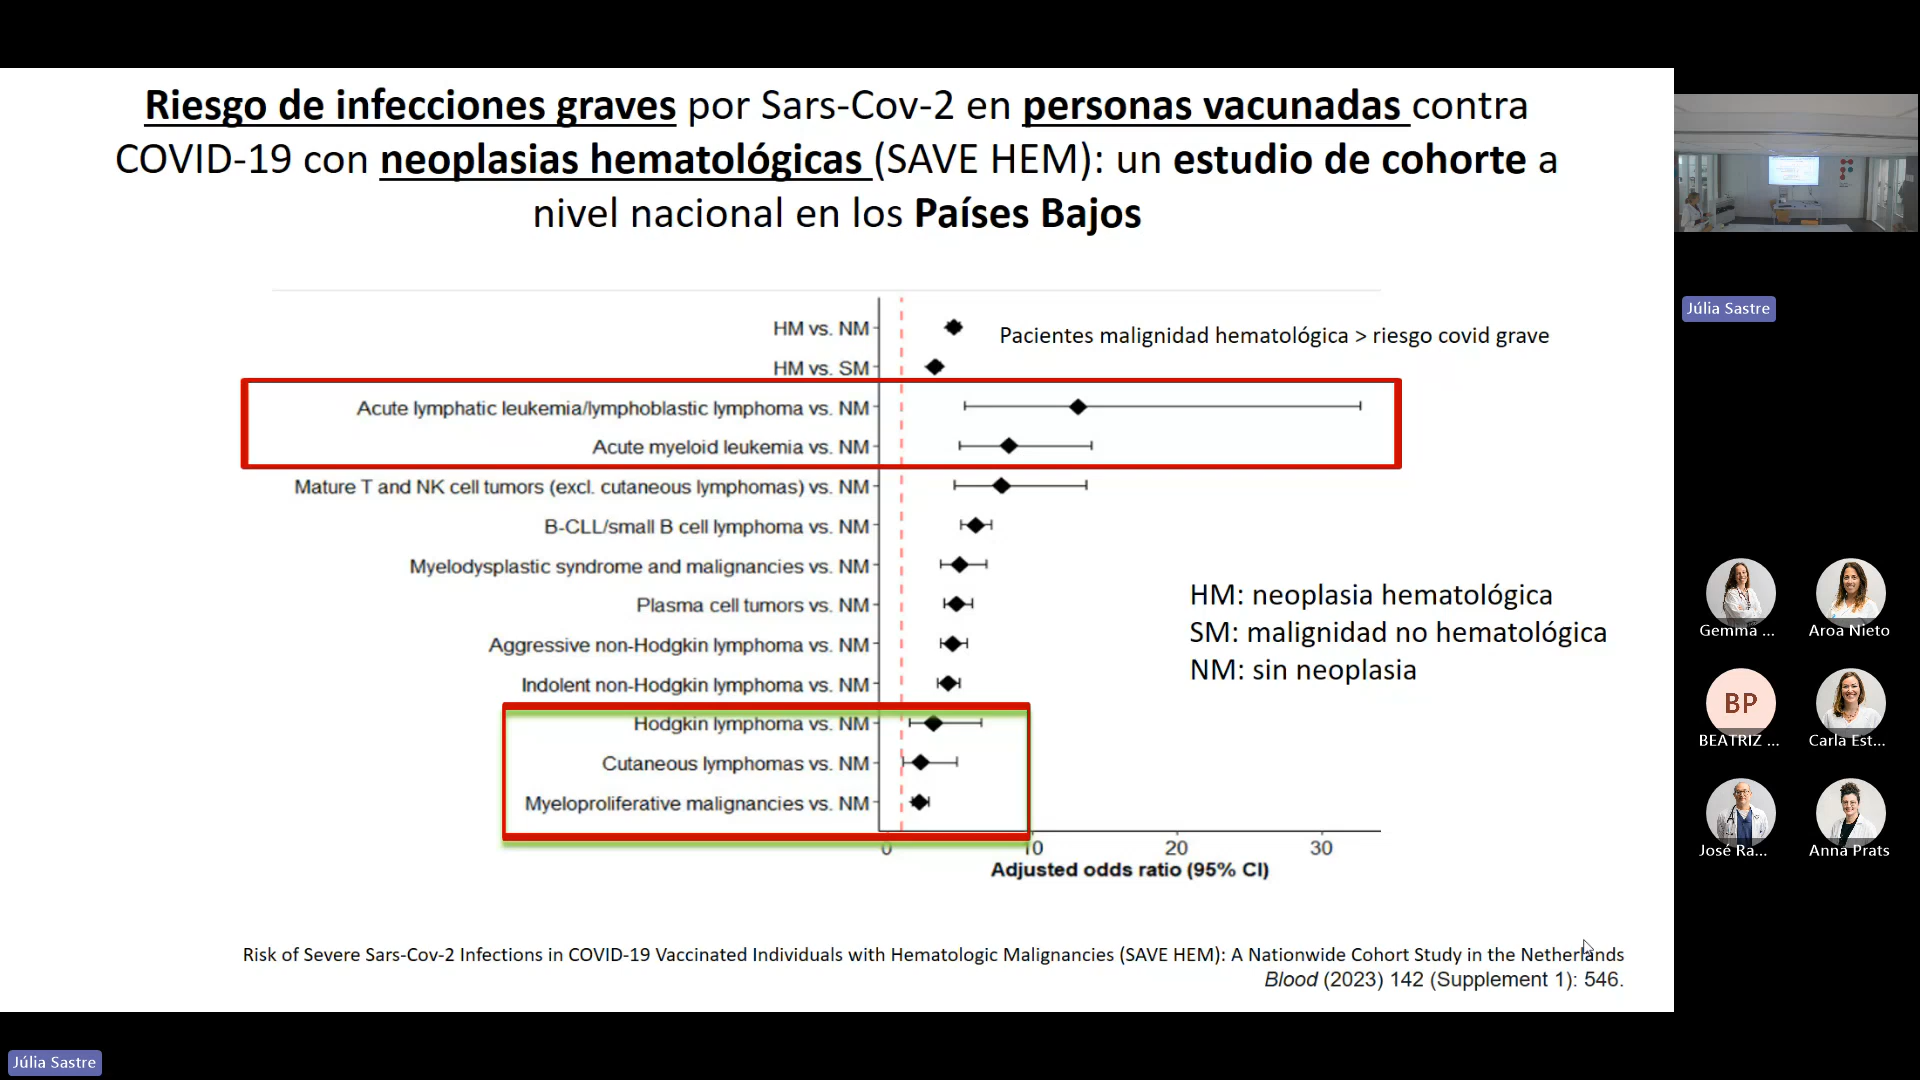 Riesgo de infecciones graves por Sars-Cov-2 en personas vacunadas contra
COVID-19 con neoplasias hematológicas (SAVE HEM): un estudio de cohorte a
nivel nacional en los Países Bajos
HM vs. NM
Pacientes malignidad hematológica > riesgo covid grave
HM vs. SM
Acute lymphatic leukemia/lymphoblastic lymphoma vs. NM
Acute myeloid leukemia vs. NM
Mature T and NK cell tumors (excl. cutaneous lymphomas) vs. NM
B-CLL/small B cell lymphoma vs. NM
Myelodysplastic syndrome and malignancies vs. NM
Plasma cell tumors vs. NM
Aggressive non-Hodgkin lymphoma vs. NM
Indolent non-Hodgkin lymphoma vs. NM
Hodgkin lymphoma vs. NM
Cutaneous lymphomas vs. NM
Myeloproliferative malignancies vs. NM
HM: neoplasia hematológica
SM: malignidad no hematológica
NM: sin neoplasia
0 10 20 30
Adjusted odds ratio (95% CI)
Risk of Severe Sars-Cov-2 Infections in COVID-19 Vaccinated Individuals with Hematologic Malignancies (SAVE HEM): A Nationwide Cohort Study in the Netherlands
Blood (2023) 142 (Supplement 1): 546.
Júlia Sastre
Gemma ...
Aroa Nieto
BP
BEATRIZ ...
Carla Est...
José Ra...
Anna Prats
Júlia Sastre